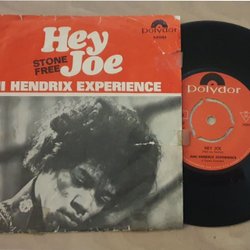 Hey
Joe
STONE
FREE
polydor
I HENDRIX EXPERIENCE
polydor
HEY JOE
JIMI HENDRIX EXPERIENCE